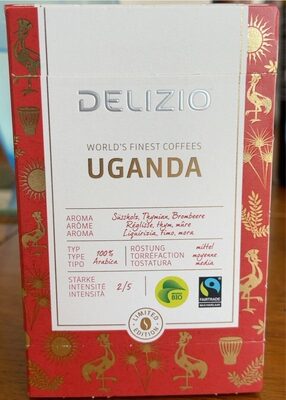 DELIZIO
WORLD'S FINEST COFFEES
UGANDA
AROMA Süssholz, Thymian, Brombeere
ARÔME Réglisse, thym, mûre
AROMA Liquirizia, timo, mora
TYP 100% RÖSTUNG mittel
TYPE Arabica TORRÉFACTION moyenne
TIPO TOSTATURA media
STÄRKE
INTENSITÉ 2/5
INTENSITÀ
BIO
FAIRTRADE
LIMITED
EDITION